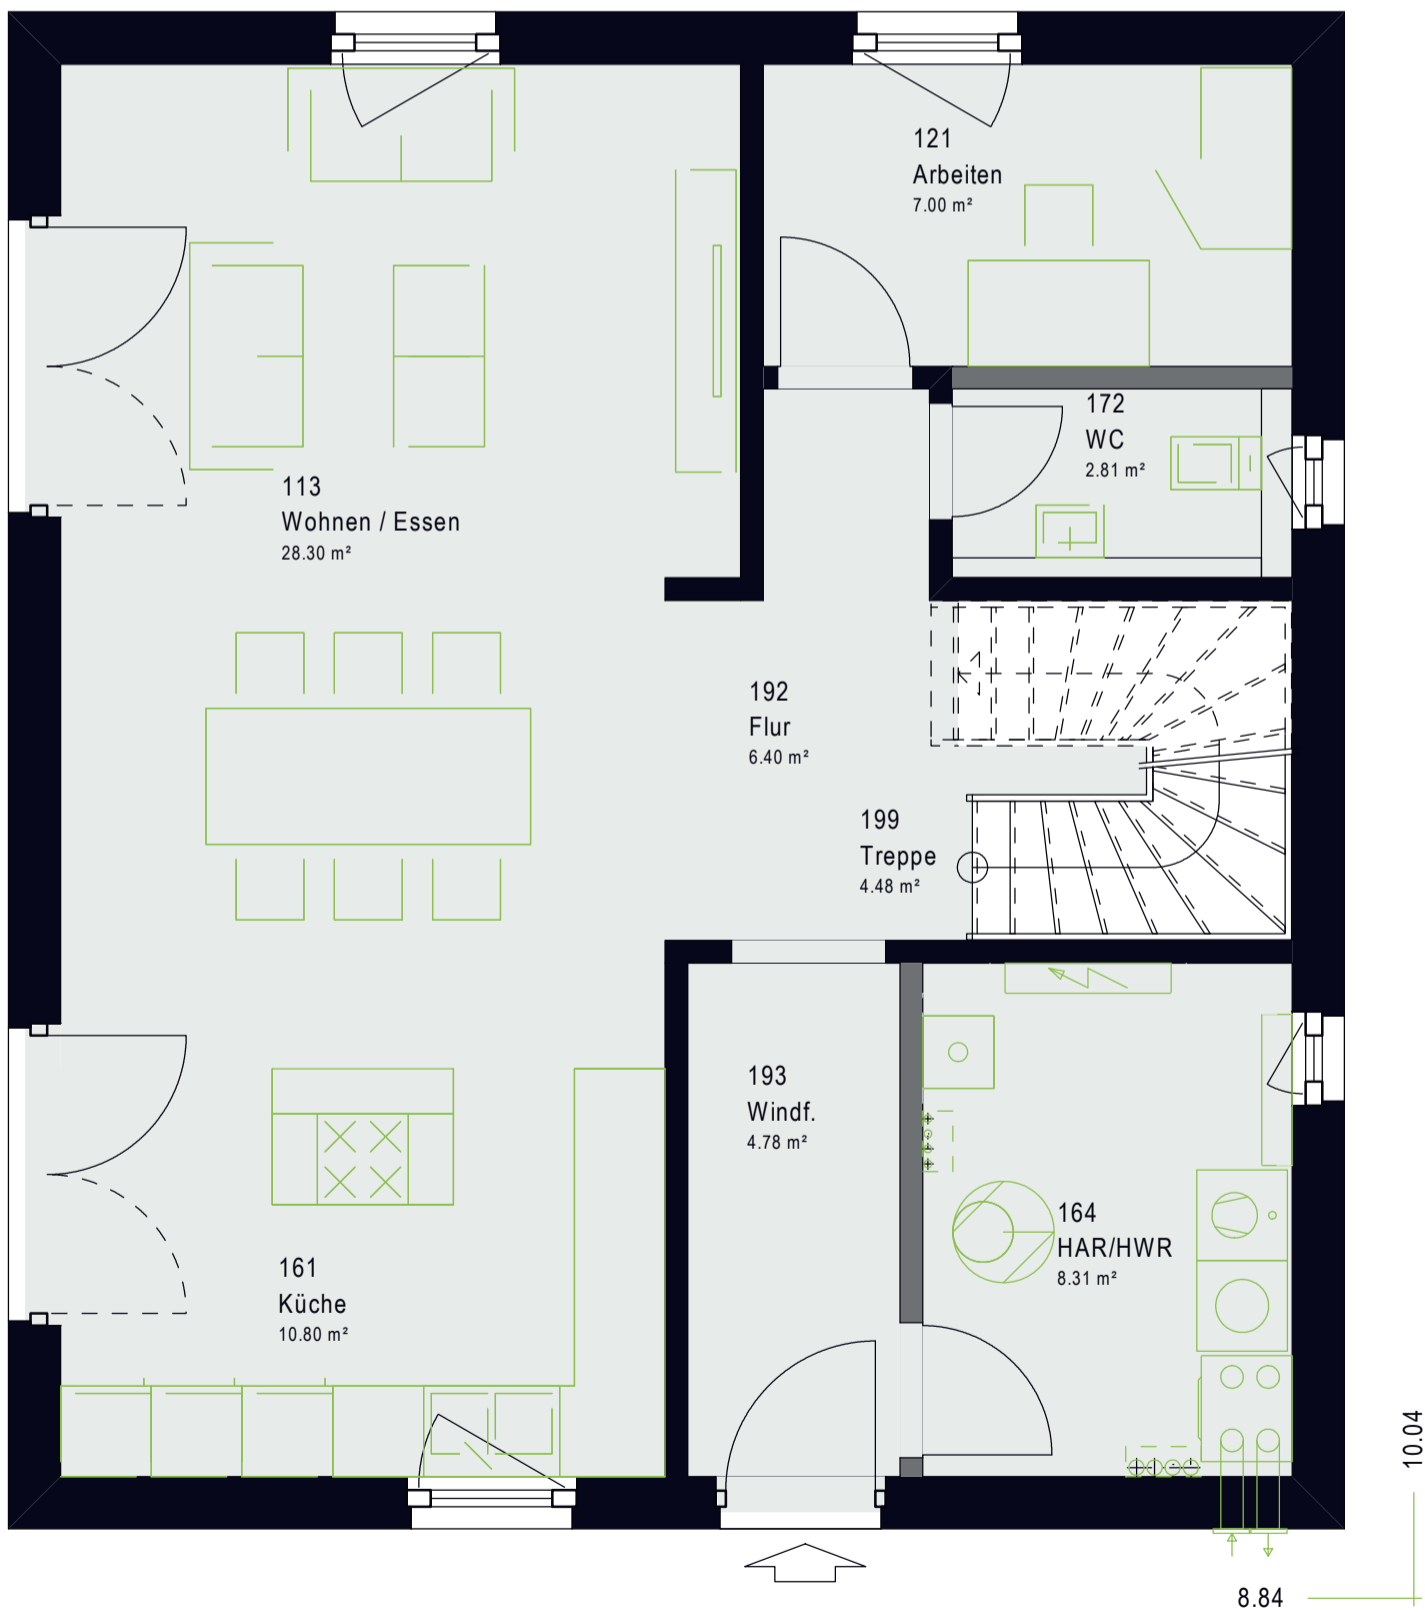 121
Arbeiten
7.00 m²
172
WC
2.81 m²
113
Wohnen / Essen
28.30 m²
192
Flur
6.40 m²
199
Treppe
4.48 m²
193
Windf.
4.78 m²
164
HAR/HWR
8.31 m²
161
Küche
10.80 m²
10.04
8.84